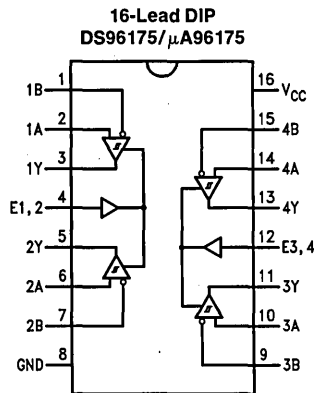 16-Lead DIP
DS96175/μA96175
1B 1
1A 2
1Y 3
E1,2 4
2Y 5
2A 6
2B 7
GND 8
16 VCC
15 4B
14 4A
13 4Y
12 E3,4
11 3Y
10 3A
9 3B